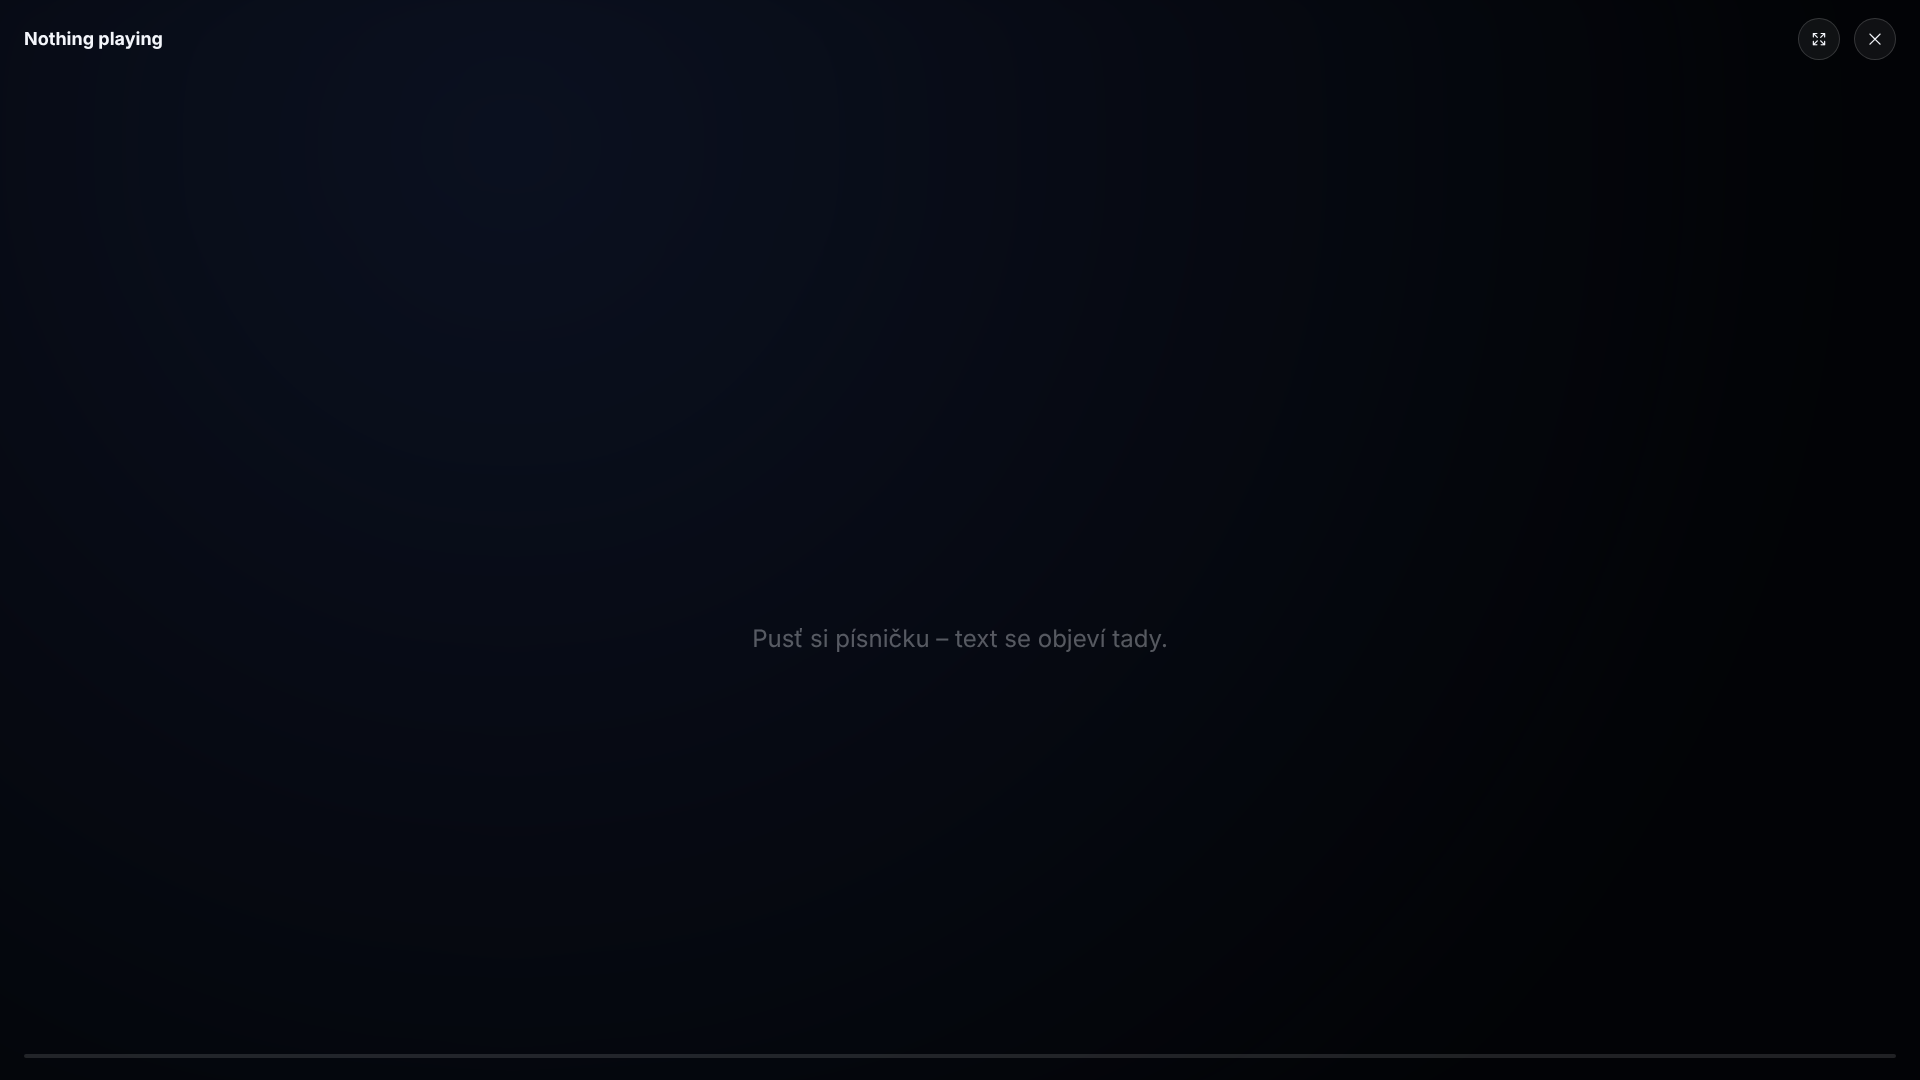 Nothing playing
Pusť si písničku – text se objeví tady.